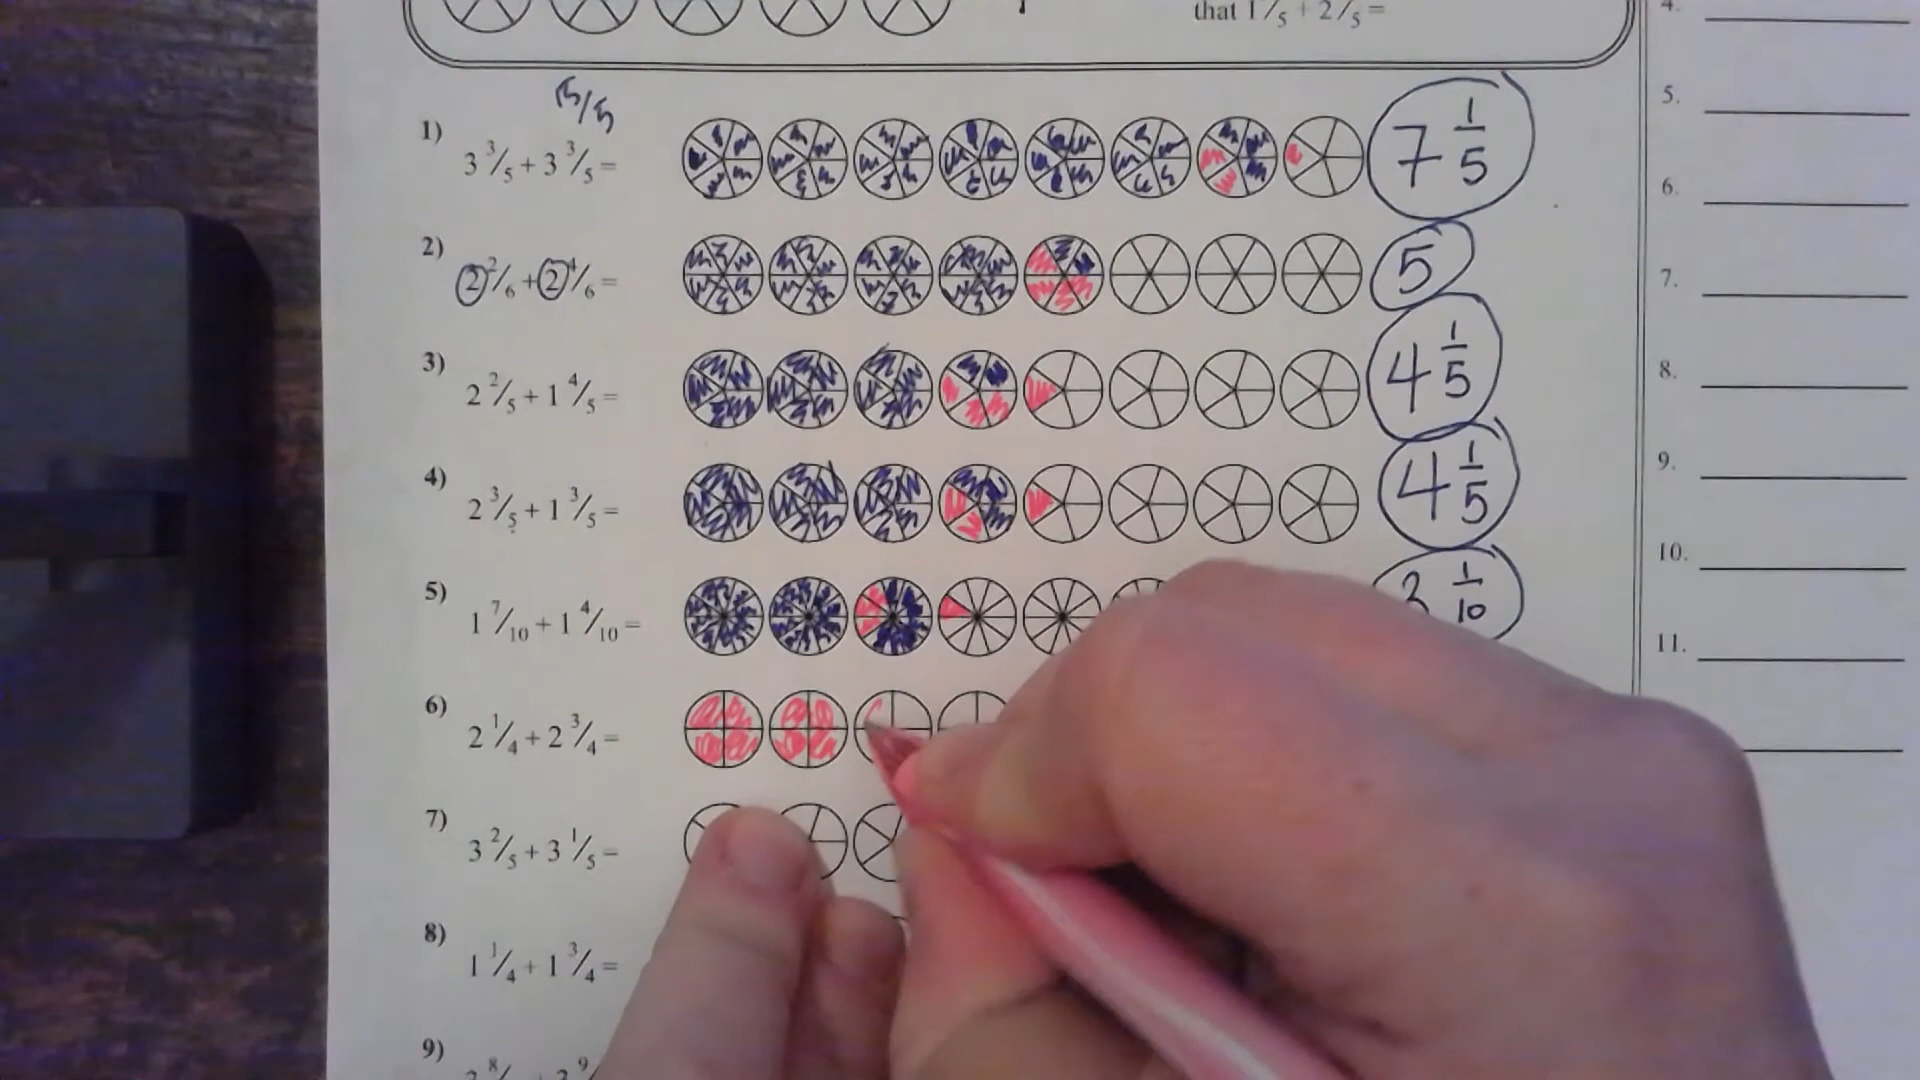 that 1 /5 + 2 /5 =
5/5
1) 3 3/5 + 3 3/5 = 7 1/5
2) 2 2/6 + 2 4/6 = 5
3) 2 2/5 + 1 4/5 = 4 1/5
4) 2 3/5 + 1 3/5 = 4 1/5
5) 1 7/10 + 1 4/10 = 3 1/10
6) 2 1/4 + 2 3/4 =
7) 3 2/5 + 3 1/5 =
8) 1 1/4 + 1 3/4 =
9)
4.
5.
6.
7.
8.
9.
10.
11.